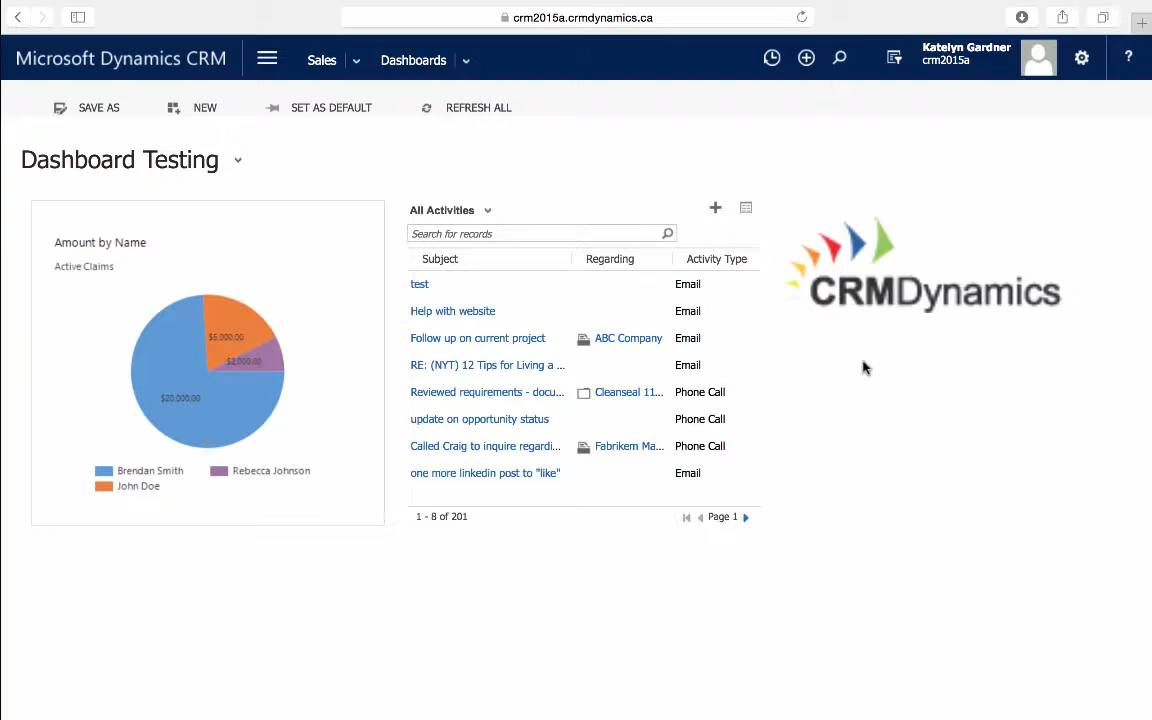 crm2015a.crmdynamics.ca
Microsoft Dynamics CRM
Sales
Dashboards
Katelyn Gardner
crm2015a
?
SAVE AS
NEW
SET AS DEFAULT
REFRESH ALL
Dashboard Testing
Amount by Name
Active Claims
$5,000.00
$2,000.00
$20,000.00
Brendan Smith
Rebecca Johnson
John Doe
All Activities
Search for records
Subject Regarding Activity Type
test Email
Help with website Email
Follow up on current project ABC Company Email
RE: (NYT) 12 Tips for Living a ... Email
Reviewed requirements - docu... Cleanseal 11... Phone Call
update on opportunity status Phone Call
Called Craig to inquire regardi... Fabrikem Ma... Phone Call
one more linkedin post to "like" Email
1 - 8 of 201
Page 1
CRMDynamics